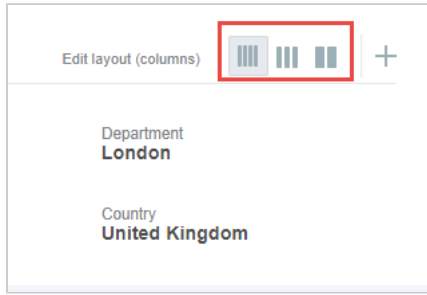 Edit layout (columns)
Department
London
Country
United Kingdom